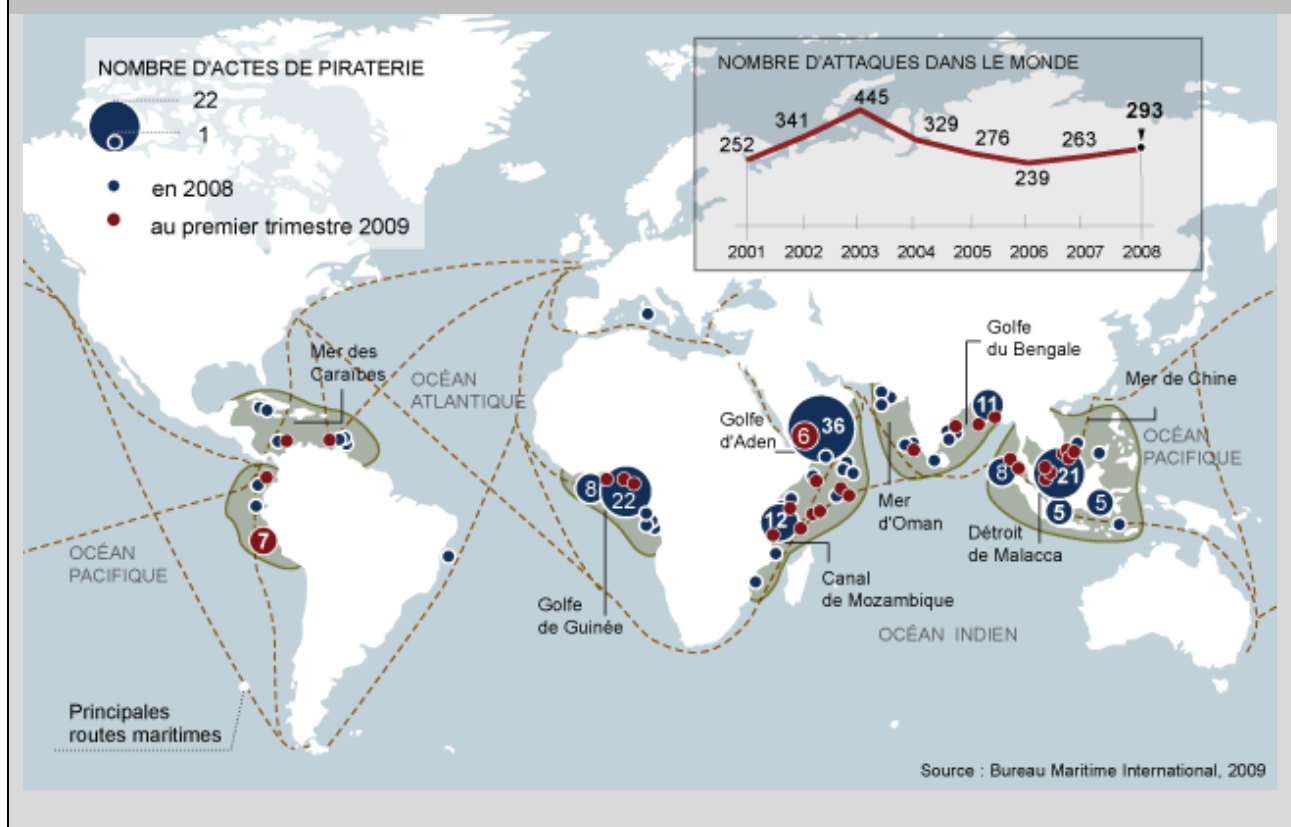 NOMBRE D'ACTES DE PIRATERIE
22
1
en 2008
au premier trimestre 2009
NOMBRE D'ATTAQUES DANS LE MONDE
252
341
445
329
276
239
263
293
2001
2002
2003
2004
2005
2006
2007
2008
Mer des
Caraïbes
OCÉAN
ATLANTIQUE
Golfe
d'Aden
36
6
Golfe
du Bengale
11
Mer de Chine
OCÉAN
PACIFIQUE
8
22
12
8
21
5
5
7
Mer
d'Oman
Détroit
de Malacca
OCÉAN
PACIFIQUE
Golfe
de Guinée
Canal
de Mozambique
OCÉAN INDIEN
Principales
routes maritimes
Source : Bureau Maritime International, 2009